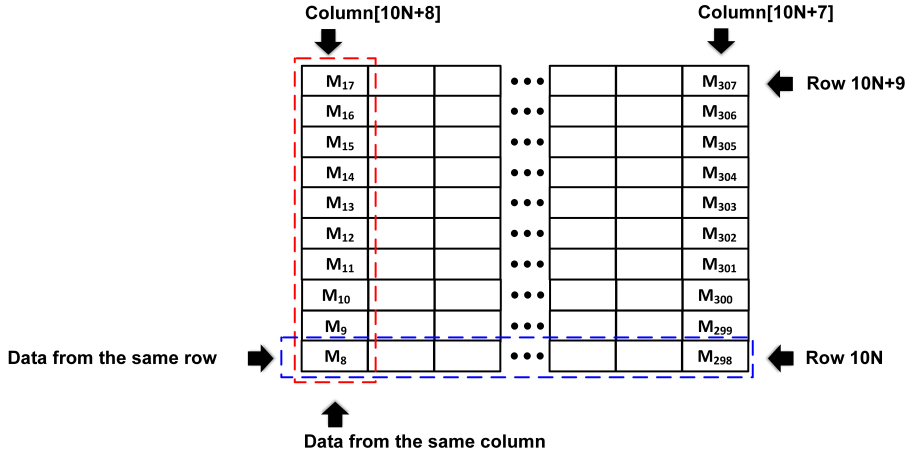 Column[10N+8] Column[10N+7]
M17 ••• M307 Row 10N+9
M16 ••• M306
M15 ••• M305
M14 ••• M304
M13 ••• M303
M12 ••• M302
M11 ••• M301
M10 ••• M300
M9 ••• M299
Data from the same row M8 ••• M298 Row 10N
Data from the same column